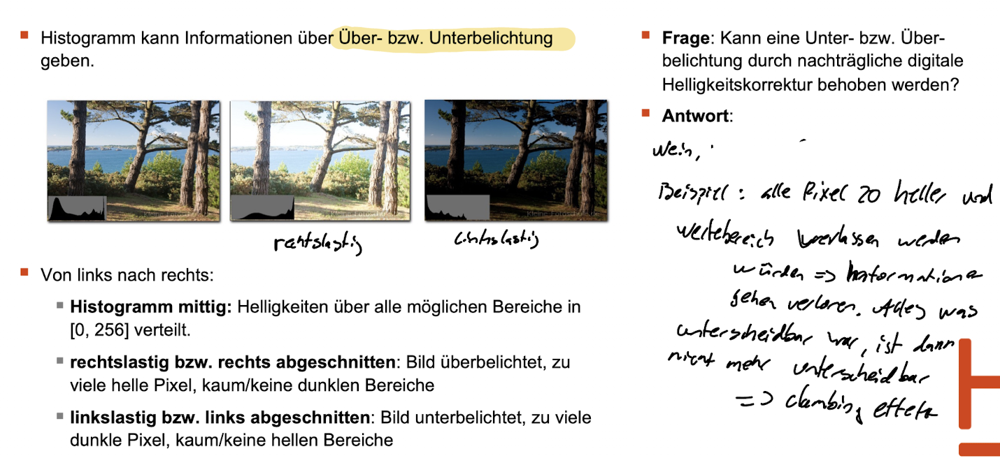 Histogramm kann Informationen über Über- bzw. Unterbelichtung
geben.
rechtslastig
linkslastig
Von links nach rechts:
Histogramm mittig: Helligkeiten über alle möglichen Bereiche in
[0, 256] verteilt.
rechtslastig bzw. rechts abgeschnitten: Bild überbelichtet, zu
viele helle Pixel, kaum/keine dunklen Bereiche
linkslastig bzw. links abgeschnitten: Bild unterbelichtet, zu viele
dunkle Pixel, kaum/keine hellen Bereiche
Frage: Kann eine Unter- bzw. Über-
belichtung durch nachträgliche digitale
Helligkeitskorrektur behoben werden?
Antwort:
Nein,
Beispiel: alle Pixel 20 heller und
Wertebereich verlassen werden
würden => Informationen
gehen verloren. Alles was
unterscheidbar war, ist dann
nicht mehr unterscheidbar
=> clambing